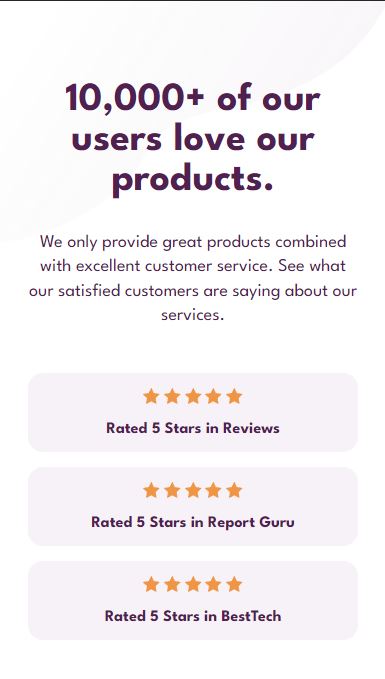 10,000+ of our
users love our
products.
We only provide great products combined
with excellent customer service. See what
our satisfied customers are saying about our
services.
Rated 5 Stars in Reviews
Rated 5 Stars in Report Guru
Rated 5 Stars in BestTech